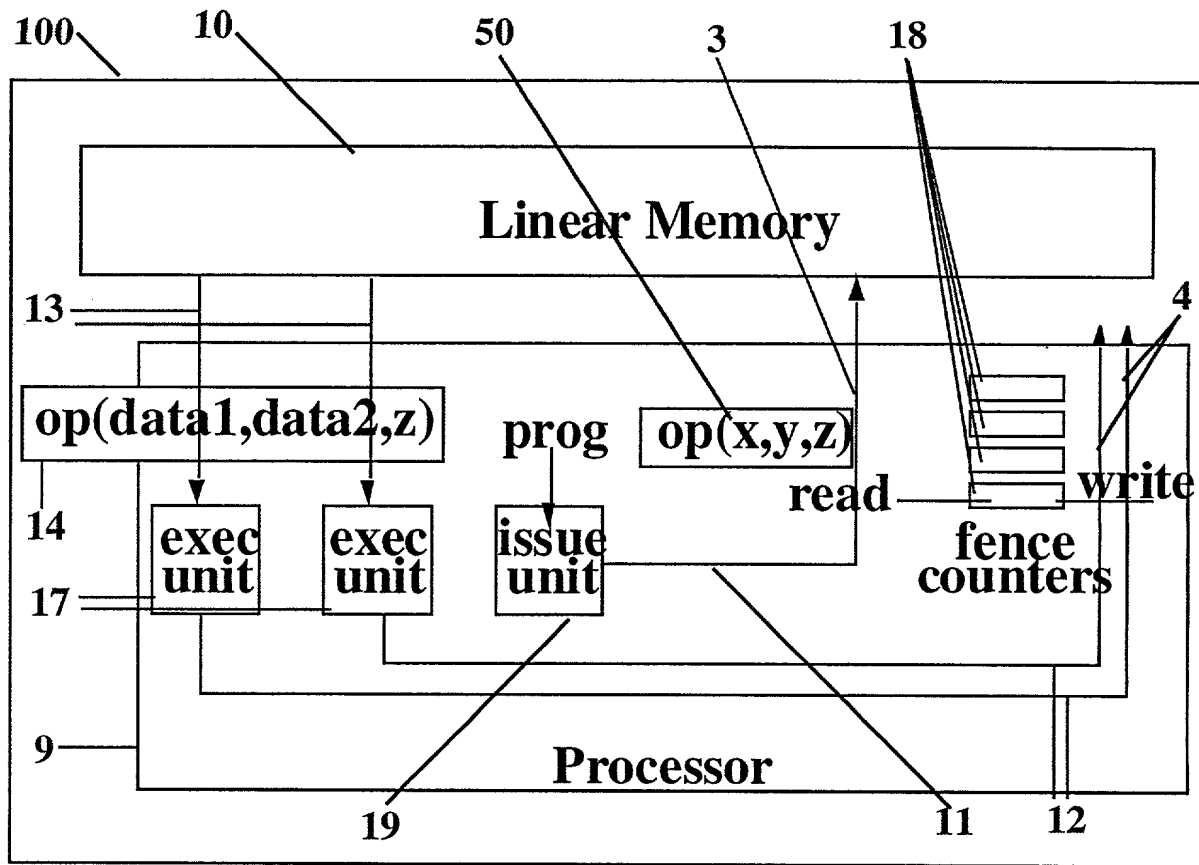 100
10
50
3
18
Linear Memory
13
4
op(data1,data2,z)
prog
op(x,y,z)
read
write
14
exec
unit
exec
unit
issue
unit
fence
counters
17
9
Processor
19
11
12